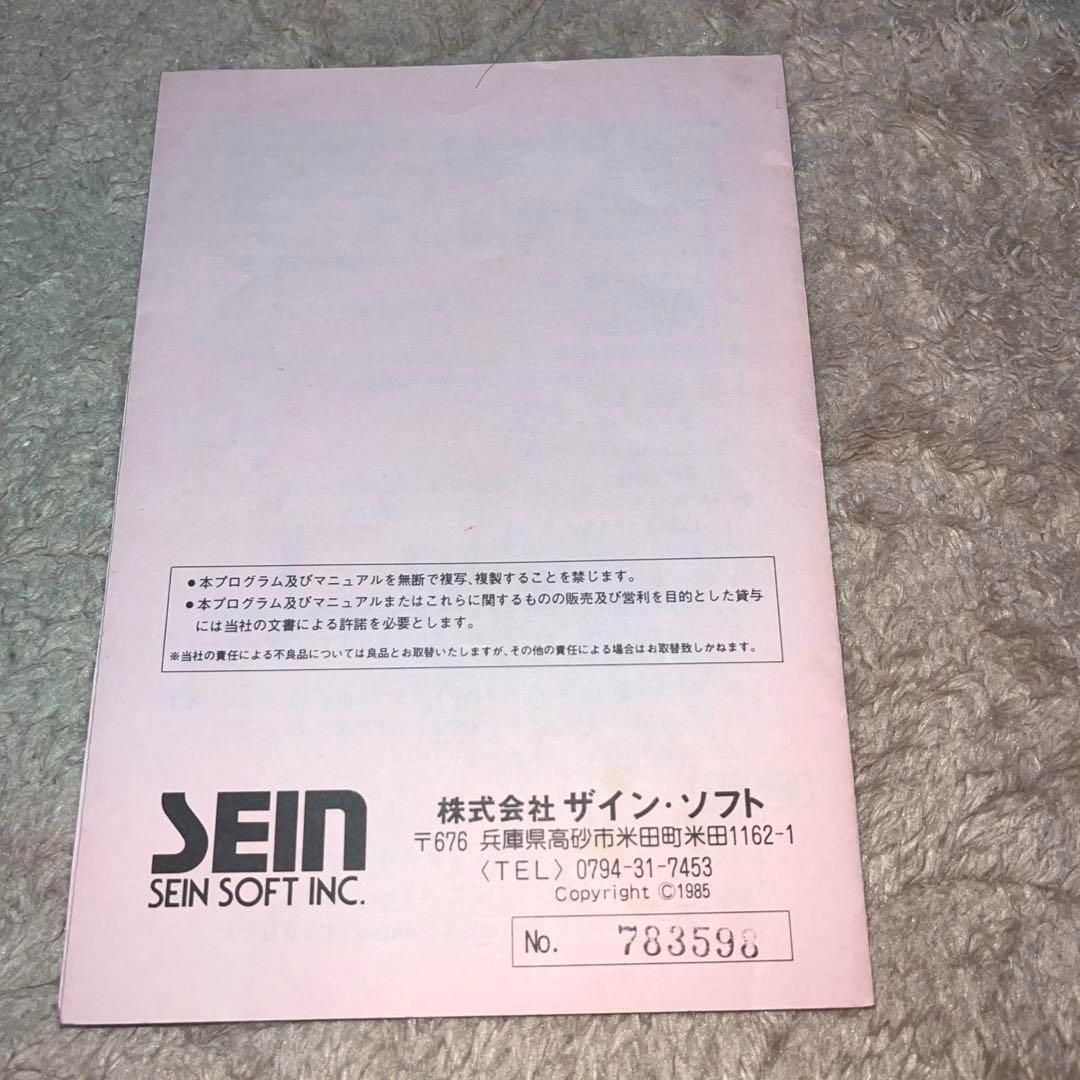 ●本プログラム及びマニュアルを無断で複写、複製することを禁じます。
●本プログラム及びマニュアルまたはこれらに関するものの販売及び営利を目的とした貸与
には当社の文書による許諾を必要とします。
※当社の責任による不良品については良品とお取替いたしますが、その他の責任による場合はお取替致しかねます。
SEIN
SEIN SOFT INC.
株式会社 ザイン・ソフト
〒676 兵庫県高砂市米田町米田1162-1
〈TEL〉0794-31-7453
Copyright ©1985
No. 783598